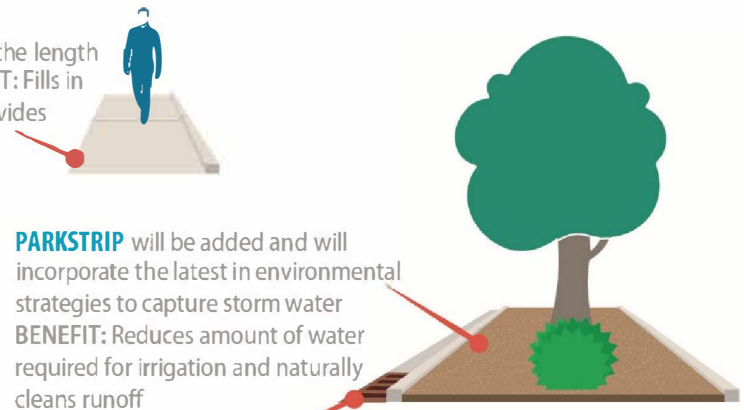 the length
T: Fills in
vides
PARKSTRIP will be added and will
incorporate the latest in environmental
strategies to capture storm water
BENEFIT: Reduces amount of water
required for irrigation and naturally
cleans runoff